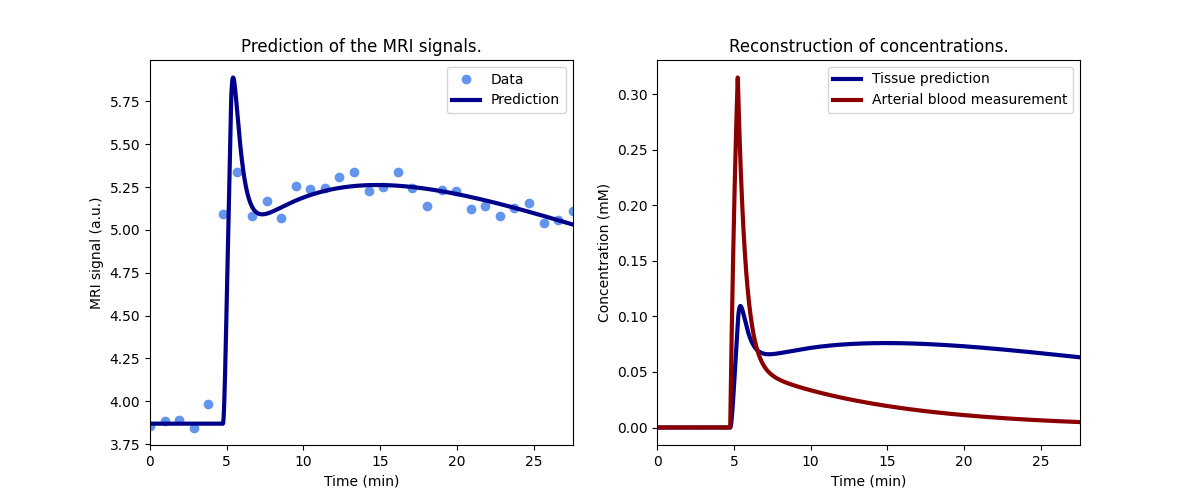 Prediction of the MRI signals.
MRI signal (a.u.)
5.75
5.50
5.25
5.00
4.75
4.50
4.25
4.00
3.75
Data
Prediction
0 5 10 15 20 25
Time (min)
Reconstruction of concentrations.
Concentration (mM)
0.30
0.25
0.20
0.15
0.10
0.05
0.00
Tissue prediction
Arterial blood measurement
0 5 10 15 20 25
Time (min)